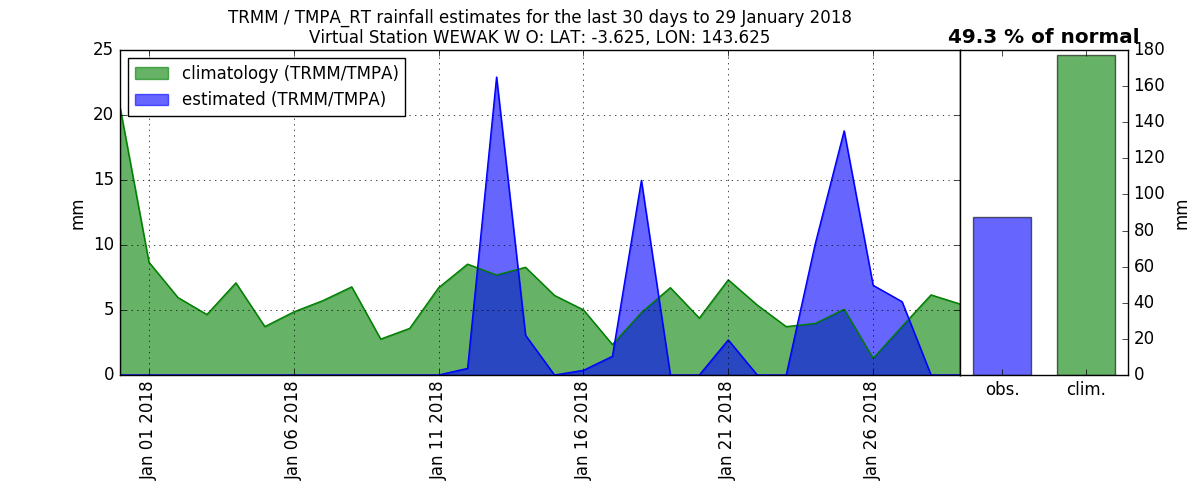 TRMM / TMPA_RT rainfall estimates for the last 30 days to 29 January 2018
Virtual Station WEWAK W O: LAT: -3.625, LON: 143.625
49.3 % of normal
climatology (TRMM/TMPA)
estimated (TRMM/TMPA)
25
20
15
10
5
0
mm
Jan 01 2018
Jan 06 2018
Jan 11 2018
Jan 16 2018
Jan 21 2018
Jan 26 2018
obs.
clim.
180
160
140
120
100
80
60
40
20
0
mm